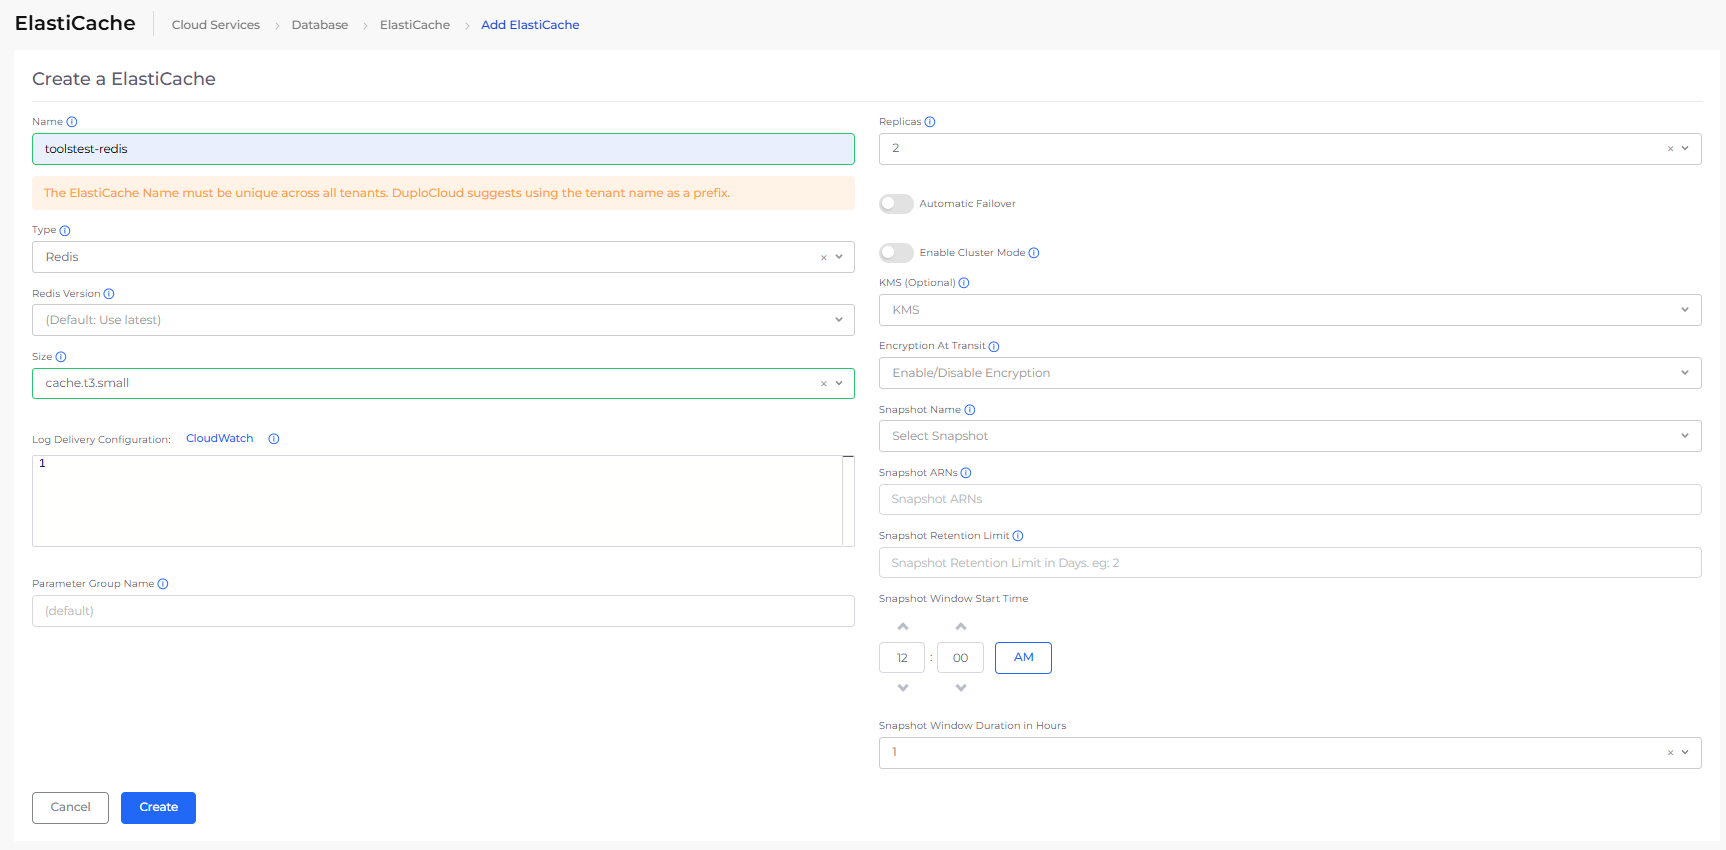 ElastiCache
Cloud Services > Database > ElastiCache > Add ElastiCache
Create a ElastiCache
Name
toolstest-redis
The ElastiCache Name must be unique across all tenants. DuploCloud suggests using the tenant name as a prefix.
Type
Redis
Redis Version
(Default: Use latest)
Size
cache.t3.small
Log Delivery Configuration: CloudWatch
1
Parameter Group Name
(default)
Replicas
2
Automatic Failover
Enable Cluster Mode
KMS (Optional)
KMS
Encryption At Transit
Enable/Disable Encryption
Snapshot Name
Select Snapshot
Snapshot ARNs
Snapshot ARNs
Snapshot Retention Limit
Snapshot Retention Limit in Days. eg: 2
Snapshot Window Start Time
12 : 00 AM
Snapshot Window Duration in Hours
1
Cancel Create